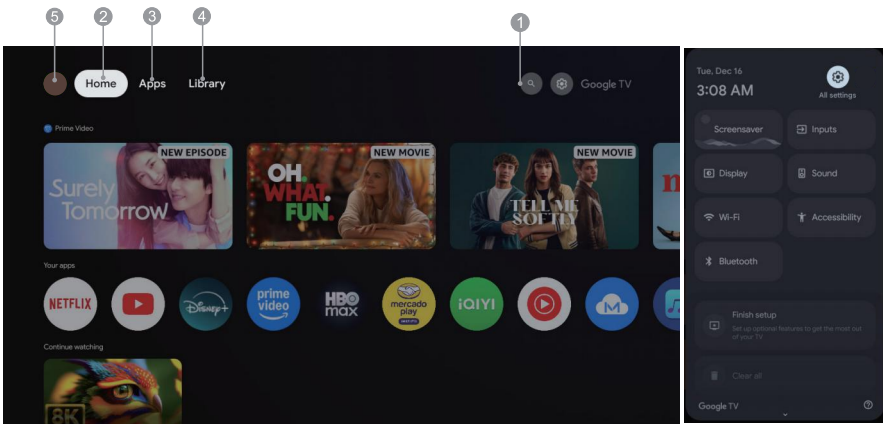 5 2 3 4 1
Home Apps Library Google TV
Prime Video
NEW EPISODE
Surely
Tomorrow
NEW MOVIE
OH.
WHAT.
FUN.
NEW MOVIE
TELL ME
SOFTLY
Your apps
NETFLIX
Disney+
prime
video
HBO
max
mercado
play
GRATUITO
iQIYI
Continue watching
8K
Tue, Dec 16
3:08 AM
All settings
Screensaver Inputs
Display Sound
Wi-Fi Accessibility
Bluetooth
Finish setup
Set up optional features to get the most out
of your TV
Clear all
Google TV